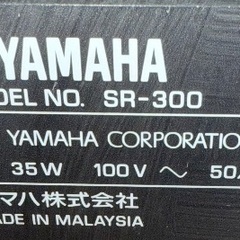 YAMAHA
DEL NO. SR-300
YAMAHA CORPORATIO
35W 100V ～ 50
マハ株式会社
ADE IN MALAYSIA